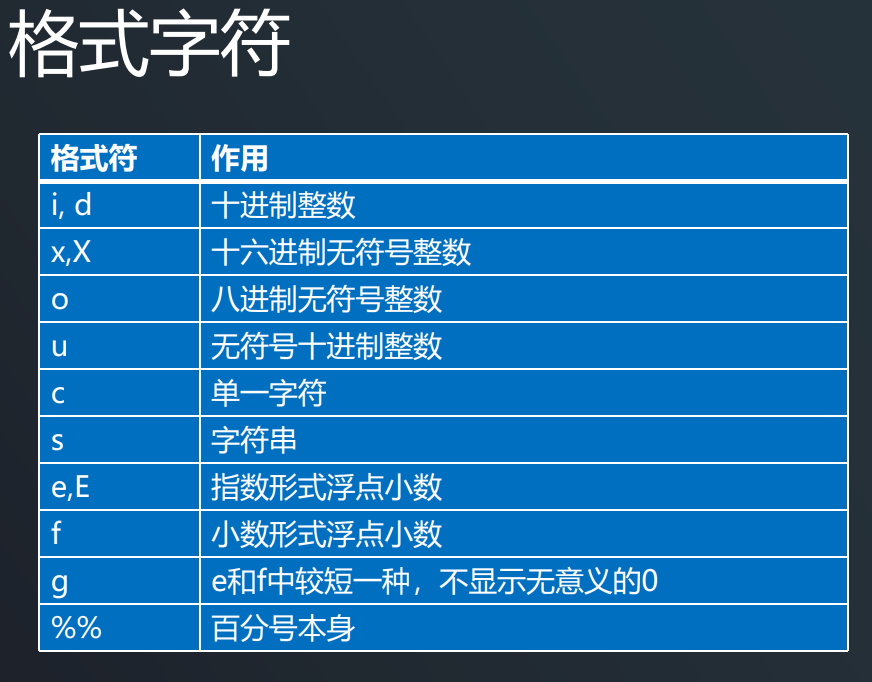 格式字符
格式符 作用
i, d 十进制整数
x,X 十六进制无符号整数
o 八进制无符号整数
u 无符号十进制整数
c 单一字符
s 字符串
e,E 指数形式浮点小数
f 小数形式浮点小数
g e和f中较短一种，不显示无意义的0
%% 百分号本身